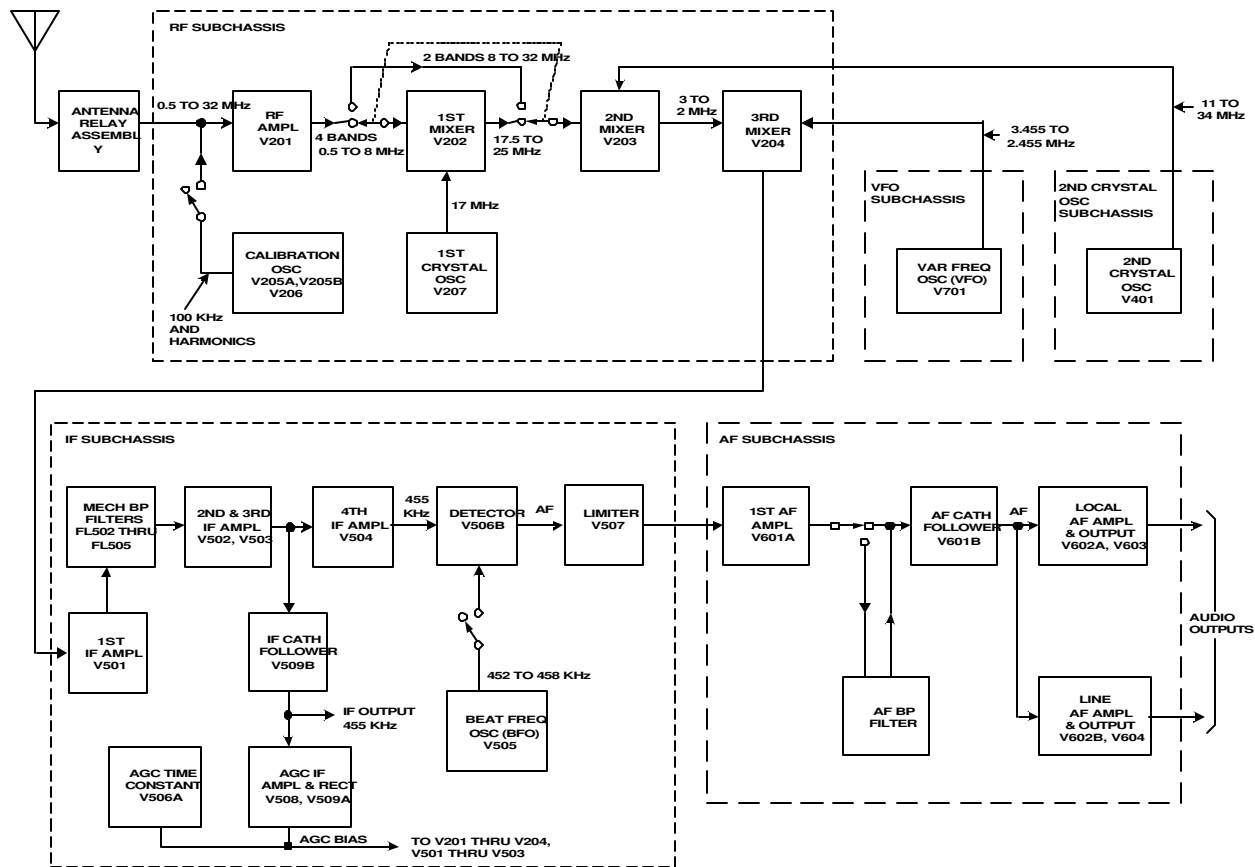 RF SUBCHASSIS
2 BANDS 8 TO 32 MHz
ANTENNA
RELAY
ASSEMBL
Y
0.5 TO 32 MHz
RF
AMPL
V201
4 BANDS
0.5 TO 8 MHz
1ST
MIXER
V202
17.5 TO
25 MHz
2ND
MIXER
V203
3 TO
2 MHz
3RD
MIXER
V204
3.455 TO
2.455 MHz
11 TO
34 MHz
17 MHz
CALIBRATION
OSC
V205A,V205B
V206
100 KHz
AND
HARMONICS
1ST
CRYSTAL
OSC
V207
VFO
SUBCHASSIS
VAR FREQ
OSC (VFO)
V701
2ND CRYSTAL
OSC
SUBCHASSIS
2ND
CRYSTAL
OSC
V401
IF SUBCHASSIS
MECH BP
FILTERS
FL502 THRU
FL505
2ND & 3RD
IF AMPL
V502, V503
4TH
IF AMPL
V504
455
KHz
DETECTOR
V506B
AF
LIMITER
V507
1ST
IF AMPL
V501
IF CATH
FOLLOWER
V509B
452 TO 458 KHz
IF OUTPUT
455 KHz
BEAT FREQ
OSC (BFO)
V505
AGC TIME
CONSTANT
V506A
AGC IF
AMPL & RECT
V508, V509A
AGC BIAS
TO V201 THRU V204,
V501 THRU V503
AF SUBCHASSIS
1ST AF
AMPL
V601A
AF CATH
FOLLOWER
V601B
AF
LOCAL
AF AMPL
& OUTPUT
V602A, V603
AF BP
FILTER
LINE
AF AMPL
& OUTPUT
V602B, V604
AUDIO
OUTPUTS